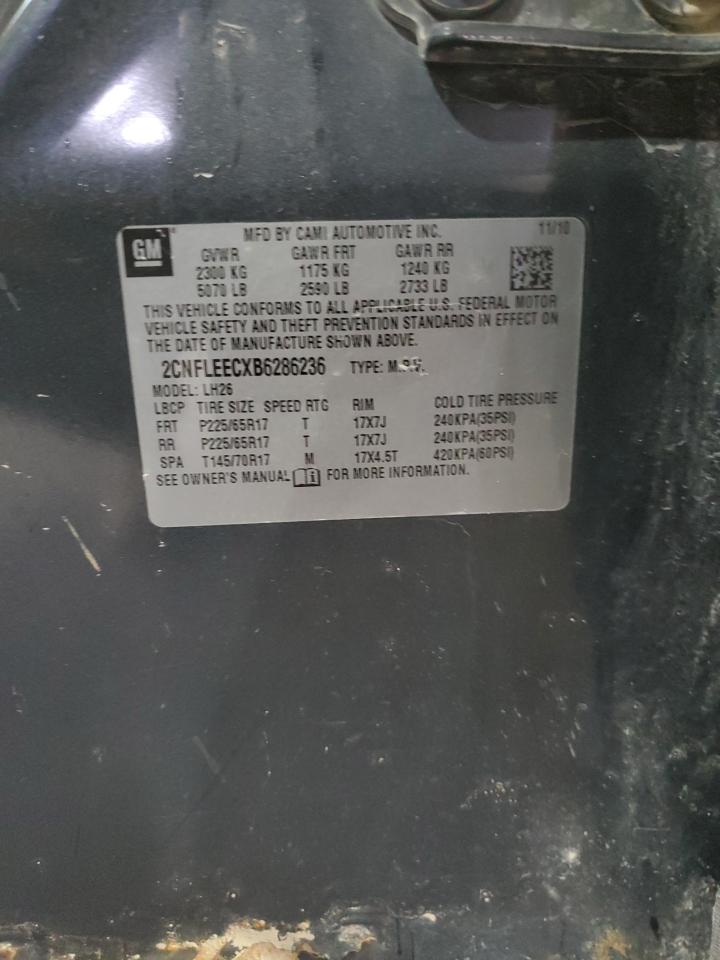 GM
MFD BY CAMI AUTOMOTIVE INC. 11/10
GVWR GAWR FRT GAWR RR
2300 KG 1175 KG 1240 KG
5070 LB 2590 LB 2733 LB
THIS VEHICLE CONFORMS TO ALL APPLICABLE U.S. FEDERAL MOTOR
VEHICLE SAFETY AND THEFT PREVENTION STANDARDS IN EFFECT ON
THE DATE OF MANUFACTURE SHOWN ABOVE.
2CNFLEECXB6286236 TYPE: M.P.V.
MODEL: LH26
LBCP TIRE SIZE SPEED RTG RIM COLD TIRE PRESSURE
FRT P225/65R17 T 17X7J 240KPA(35PSI)
RR P225/65R17 T 17X7J 240KPA(35PSI)
SPA T145/70R17 M 17X4.5T 420KPA(60PSI)
SEE OWNER'S MANUAL FOR MORE INFORMATION.